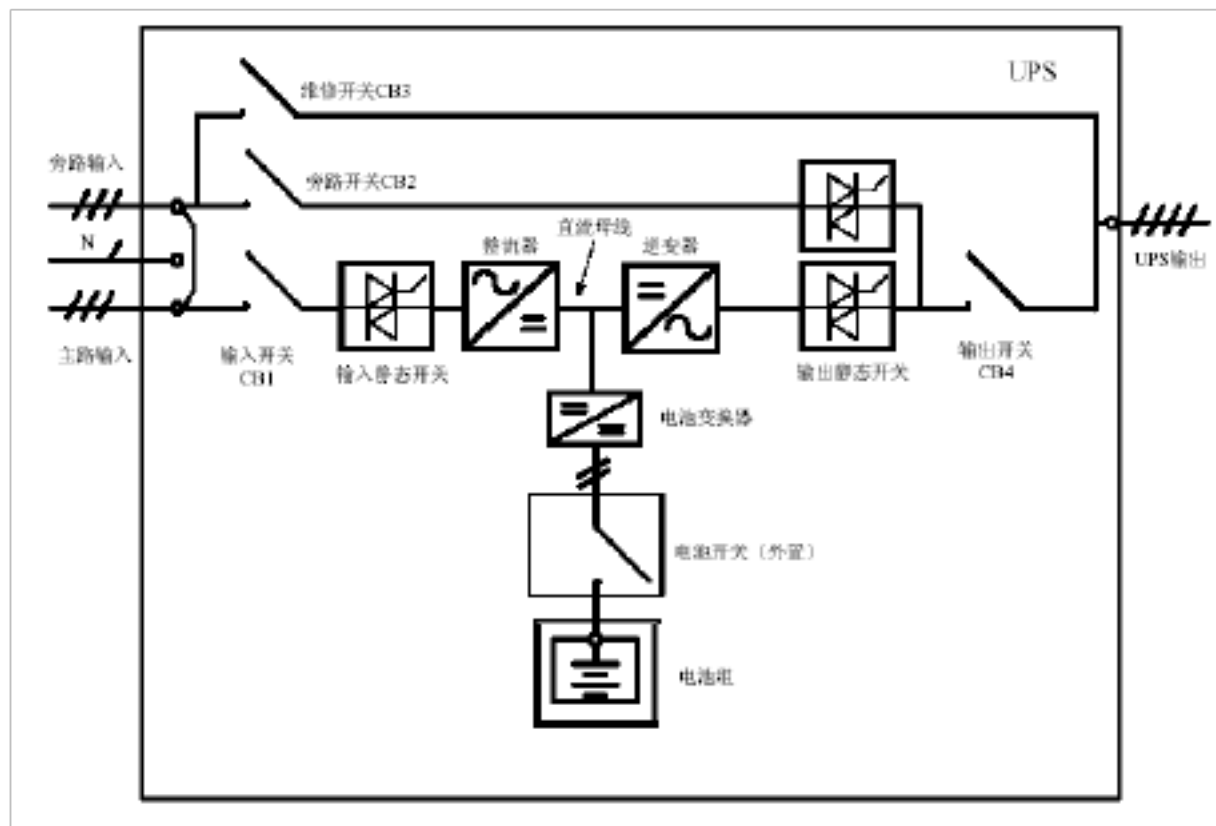 UPS
维修开关CB3
旁路输入
旁路开关CB2
直流母线
N
整流器
逆变器
UPS输出
主路输入
输入开关
CB1
输入静态开关
输出静态开关
输出开关
CB4
电池变换器
电池开关（外置）
电池组